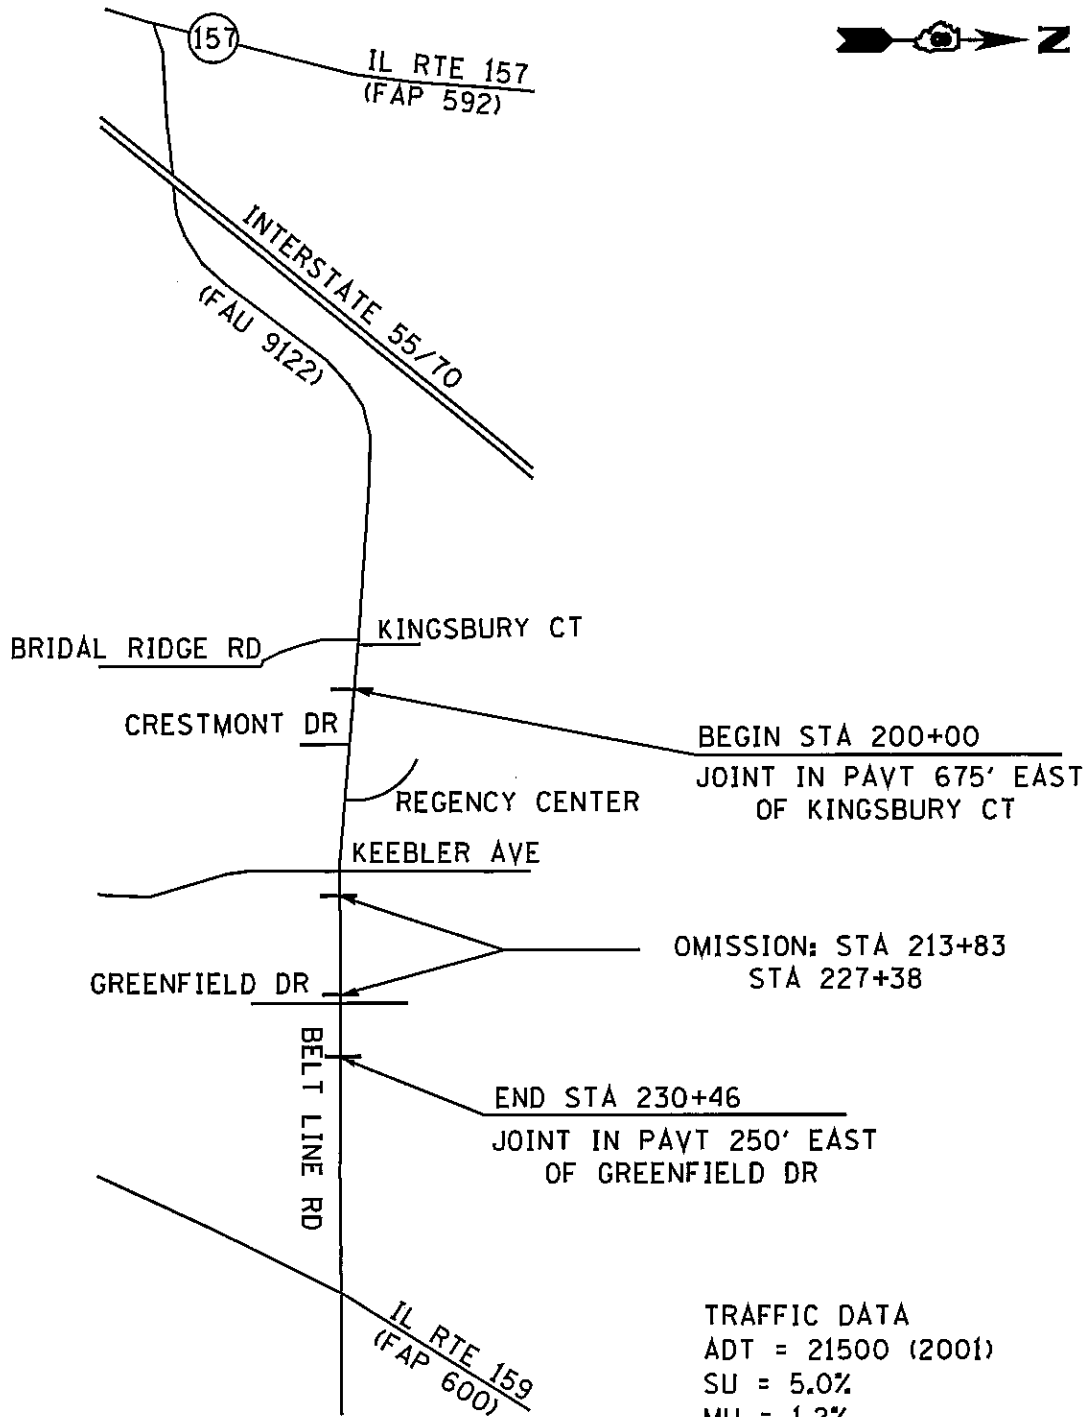 157
N
IL RTE 157
(FAP 592)
INTERSTATE 55/70
(FAU 9122)
KINGSBURY CT
BRIDAL RIDGE RD
CRESTMONT DR
BEGIN STA 200+00
JOINT IN PAVT 675' EAST
OF KINGSBURY CT
REGENCY CENTER
KEEBLER AVE
OMISSION: STA 213+83
STA 227+38
GREENFIELD DR
BELT LINE RD
END STA 230+46
JOINT IN PAVT 250' EAST
OF GREENFIELD DR
IL RTE 159
(FAP 600)
TRAFFIC DATA
ADT = 21500 (2001)
SU = 5.0%